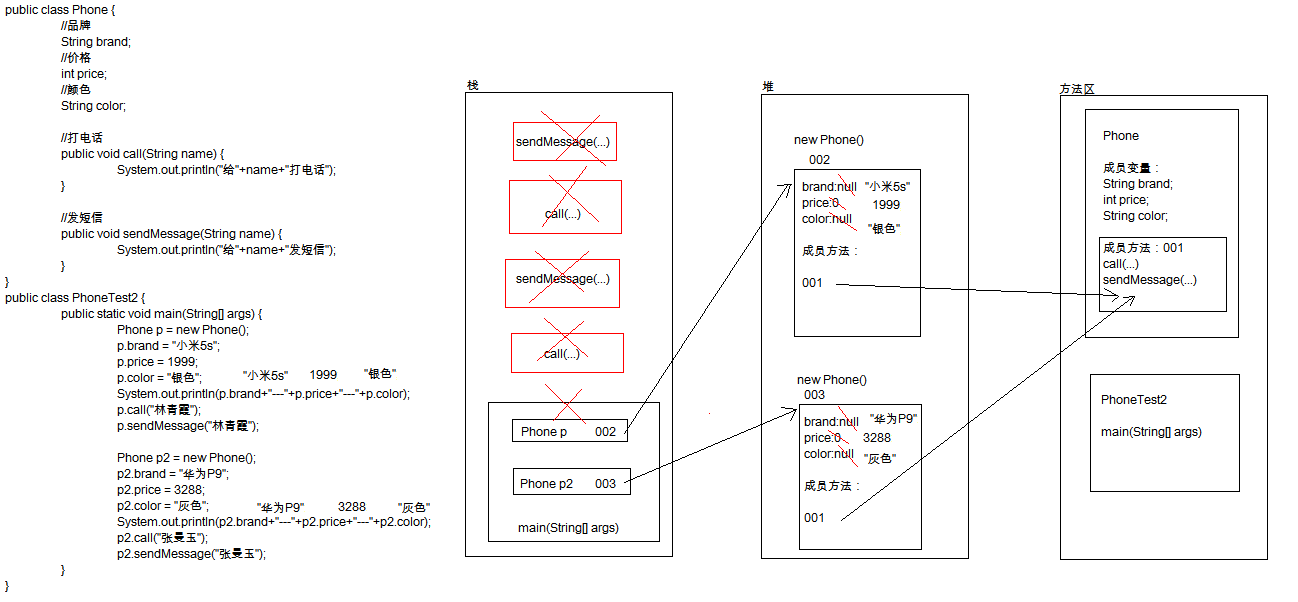 public class Phone {
//品牌
String brand;
//价格
int price;
//颜色
String color;
//打电话
public void call(String name) {
System.out.println("给"+name+"打电话");
}
//发短信
public void sendMessage(String name) {
System.out.println("给"+name+"发短信");
}
}
public class PhoneTest2 {
public static void main(String[] args) {
Phone p = new Phone();
p.brand = "小米5s";
p.price = 1999;
p.color = "银色"; "小米5s" 1999 "银色"
System.out.println(p.brand+"---"+p.price+"---"+p.color);
p.call("林青霞");
p.sendMessage("林青霞");
Phone p2 = new Phone();
p2.brand = "华为P9";
p2.price = 3288;
p2.color = "灰色"; "华为P9" 3288 "灰色"
System.out.println(p2.brand+"---"+p2.price+"---"+p2.color);
p2.call("张曼玉");
p2.sendMessage("张曼玉");
}
}
栈
sendMessage(...)
call(...)
sendMessage(...)
call(...)
Phone p 002
Phone p2 003
main(String[] args)
堆
new Phone()
002
brand:null "小米5s"
price:0 1999
color:null "银色"
成员方法：
001
new Phone()
003
brand:null "华为P9"
price:0 3288
color:null "灰色"
成员方法：
001
方法区
Phone
成员变量：
String brand;
int price;
String color;
成员方法：001
call(...)
sendMessage(...)
PhoneTest2
main(String[] args)